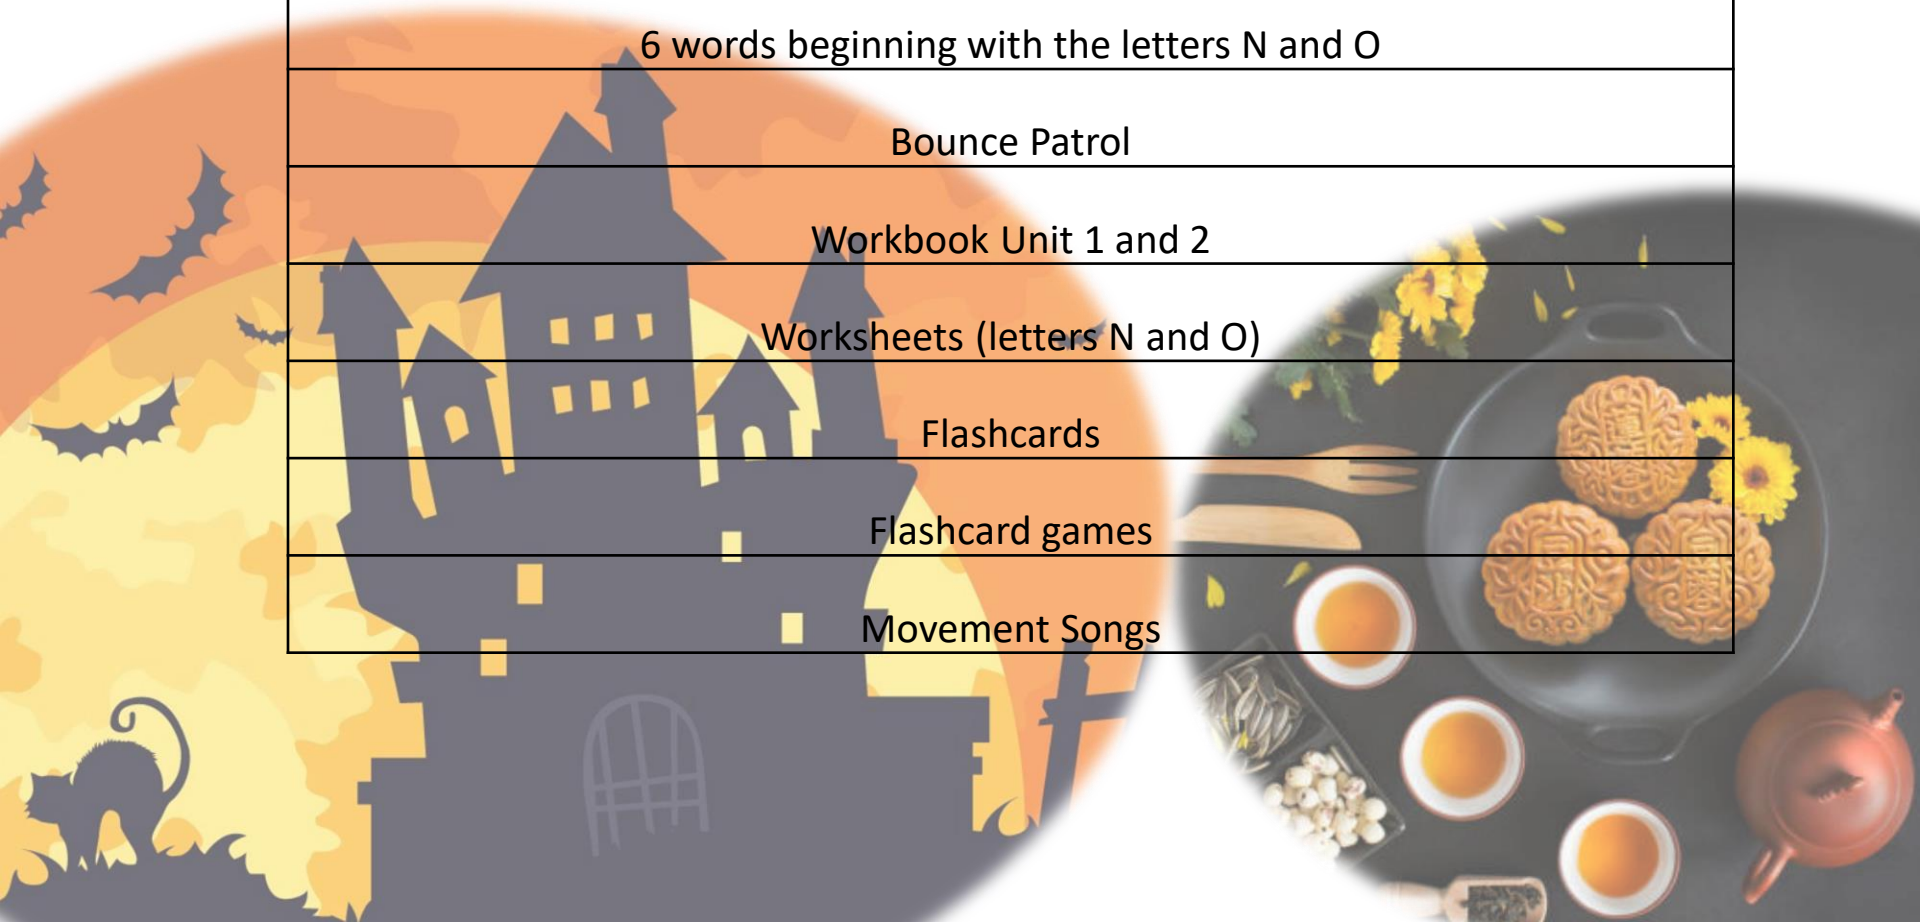 6 words beginning with the letters N and O
Bounce Patrol
Workbook Unit 1 and 2
Worksheets (letters N and O)
Flashcards
Flashcard games
Movement Songs